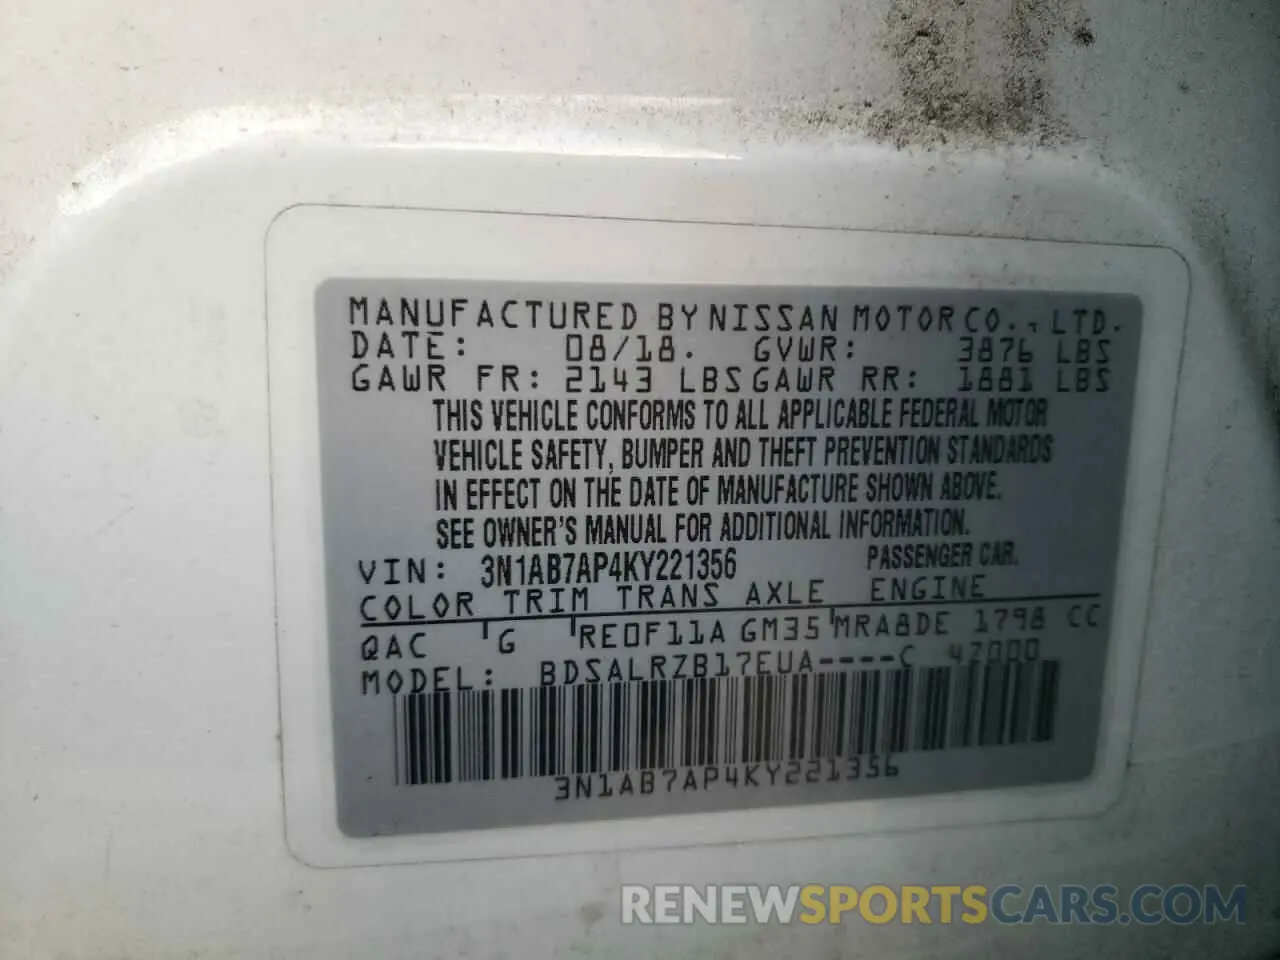 MANUFACTURED BY NISSAN MOTOR CO., LTD.
DATE: 08/18. GVWR: 3876 LBS
GAWR FR: 2143 LBS GAWR RR: 1881 LBS
THIS VEHICLE CONFORMS TO ALL APPLICABLE FEDERAL MOTOR
VEHICLE SAFETY, BUMPER AND THEFT PREVENTION STANDARDS
IN EFFECT ON THE DATE OF MANUFACTURE SHOWN ABOVE.
SEE OWNER'S MANUAL FOR ADDITIONAL INFORMATION.
VIN: 3N1AB7AP4KY221356 PASSENGER CAR.
COLOR TRIM TRANS AXLE ENGINE
QAC G RE0F11A GM35 MRA8DE 1798 CC
MODEL: BDSALRZB17EUA----C 47000
3N1AB7AP4KY221356
RENEWSPORTSCARS.COM